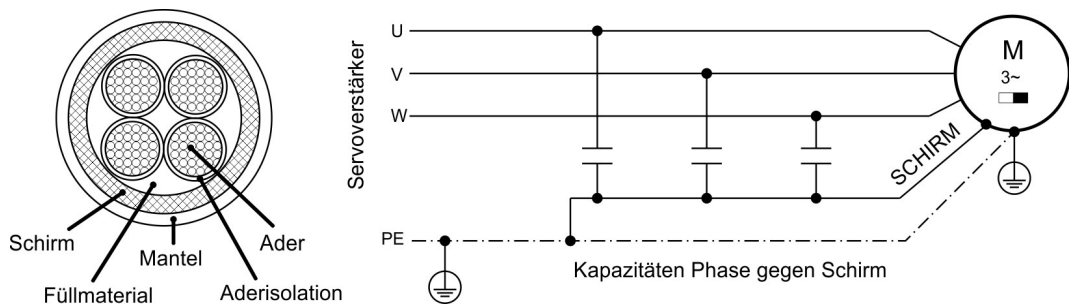 Schirm
Füllmaterial
Mantel
Aderisolation
Ader
Servoverstärker
U
V
W
PE
SCHIRM
M
3~
Kapazitäten Phase gegen Schirm